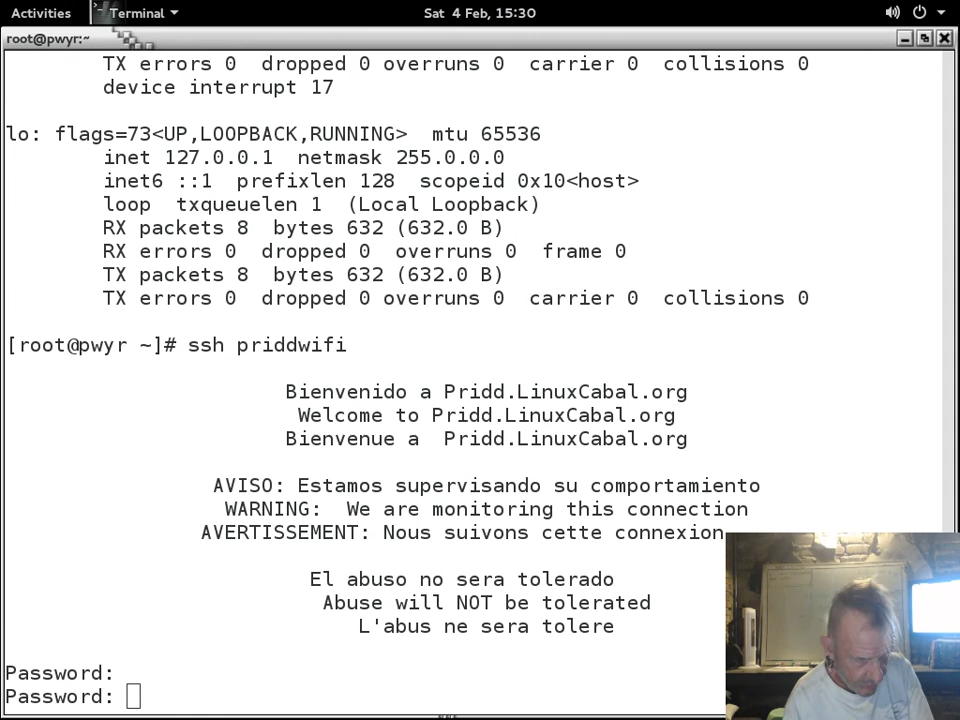 Activities Terminal Sat 4 Feb, 15:30
root@pwyr:~
TX errors 0 dropped 0 overruns 0 carrier 0 collisions 0
device interrupt 17
lo: flags=73<UP,LOOPBACK,RUNNING> mtu 65536
inet 127.0.0.1 netmask 255.0.0.0
inet6 ::1 prefixlen 128 scopeid 0x10<host>
loop txqueuelen 1 (Local Loopback)
RX packets 8 bytes 632 (632.0 B)
RX errors 0 dropped 0 overruns 0 frame 0
TX packets 8 bytes 632 (632.0 B)
TX errors 0 dropped 0 overruns 0 carrier 0 collisions 0
[root@pwyr ~]# ssh priddwifi
Bienvenido a Pridd.LinuxCabal.org
Welcome to Pridd.LinuxCabal.org
Bienvenue a Pridd.LinuxCabal.org
AVISO: Estamos supervisando su comportamiento
WARNING: We are monitoring this connection
AVERTISSEMENT: Nous suivons cette connexion
El abuso no sera tolerado
Abuse will NOT be tolerated
L'abus ne sera tolere
Password:
Password: